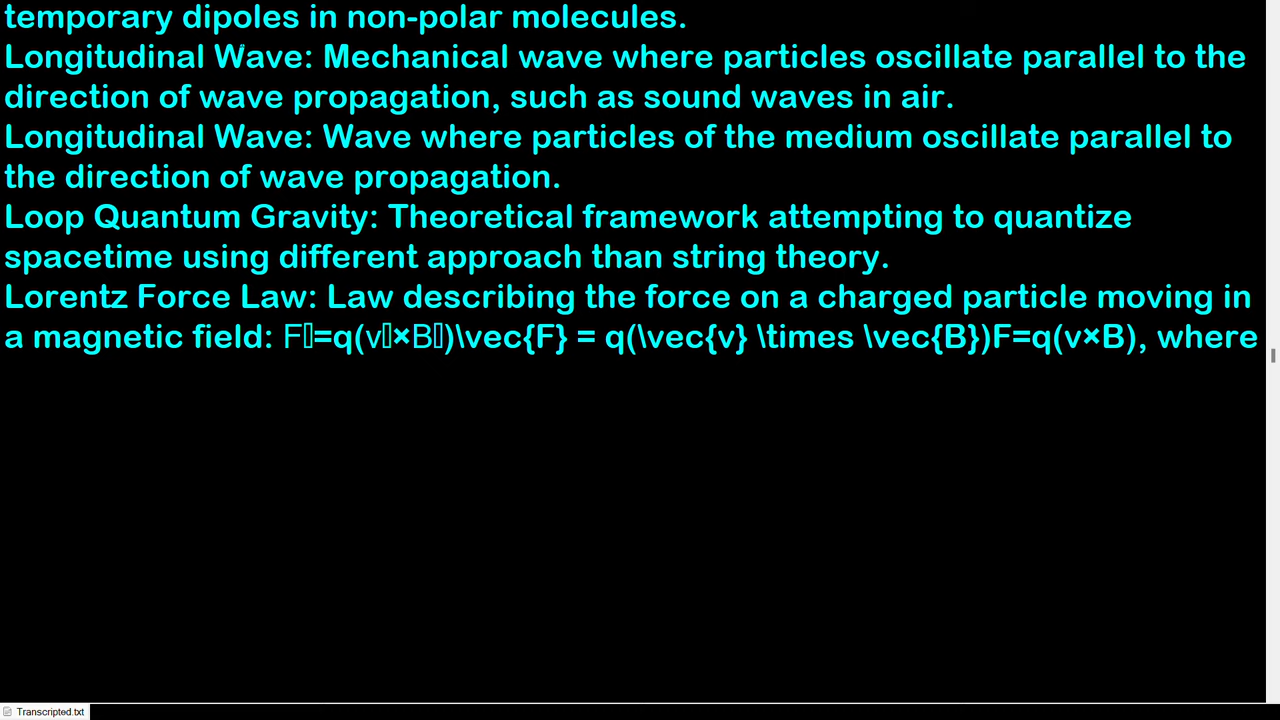 temporary dipoles in non-polar molecules.
Longitudinal Wave: Mechanical wave where particles oscillate parallel to the
direction of wave propagation, such as sound waves in air.
Longitudinal Wave: Wave where particles of the medium oscillate parallel to
the direction of wave propagation.
Loop Quantum Gravity: Theoretical framework attempting to quantize
spacetime using different approach than string theory.
Lorentz Force Law: Law describing the force on a charged particle moving in
a magnetic field: F▯=q(v▯×B▯)\vec{F} = q(\vec{v} \times \vec{B})F=q(v×B), where
Transcripted.txt